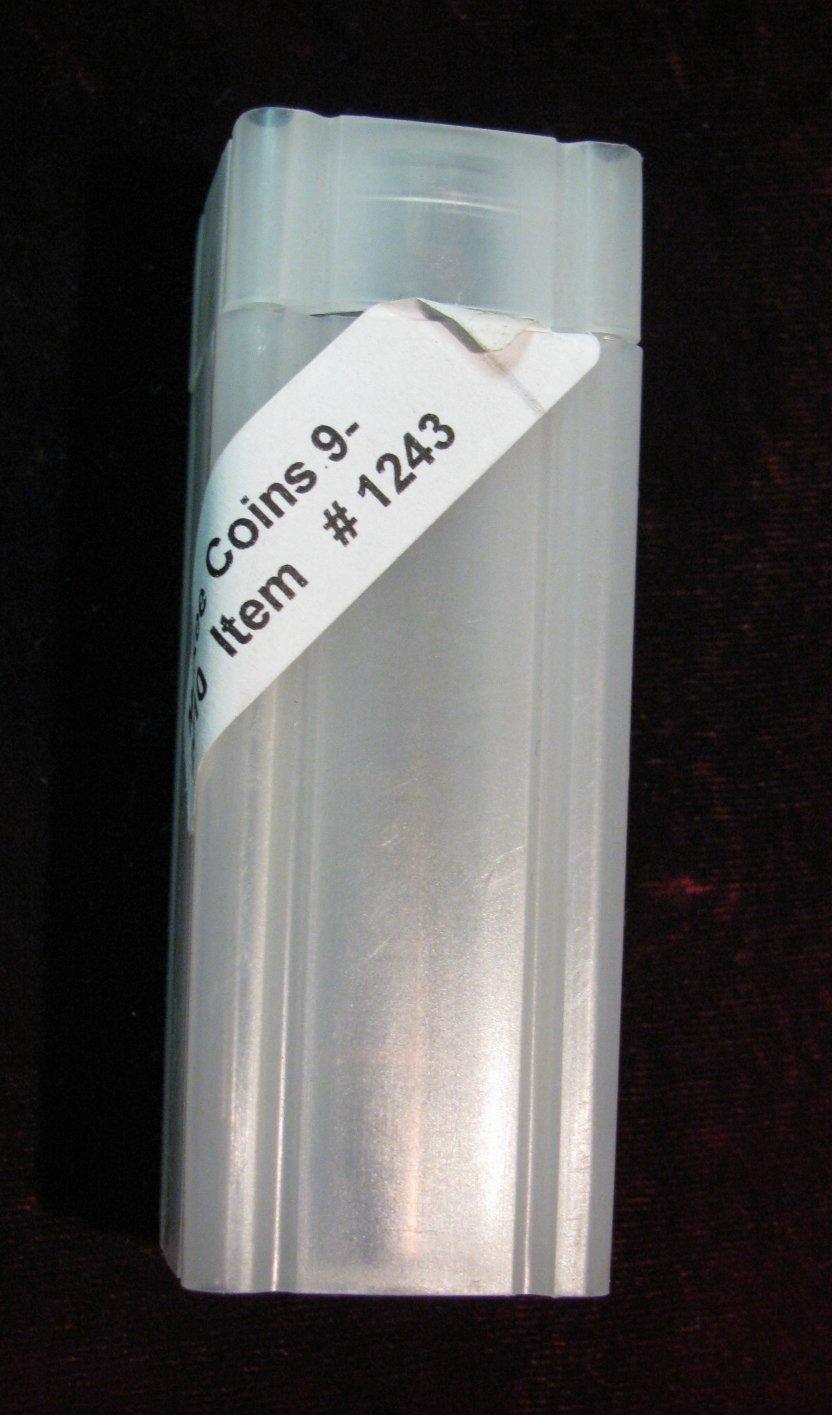 Coins 9-
Item # 1243